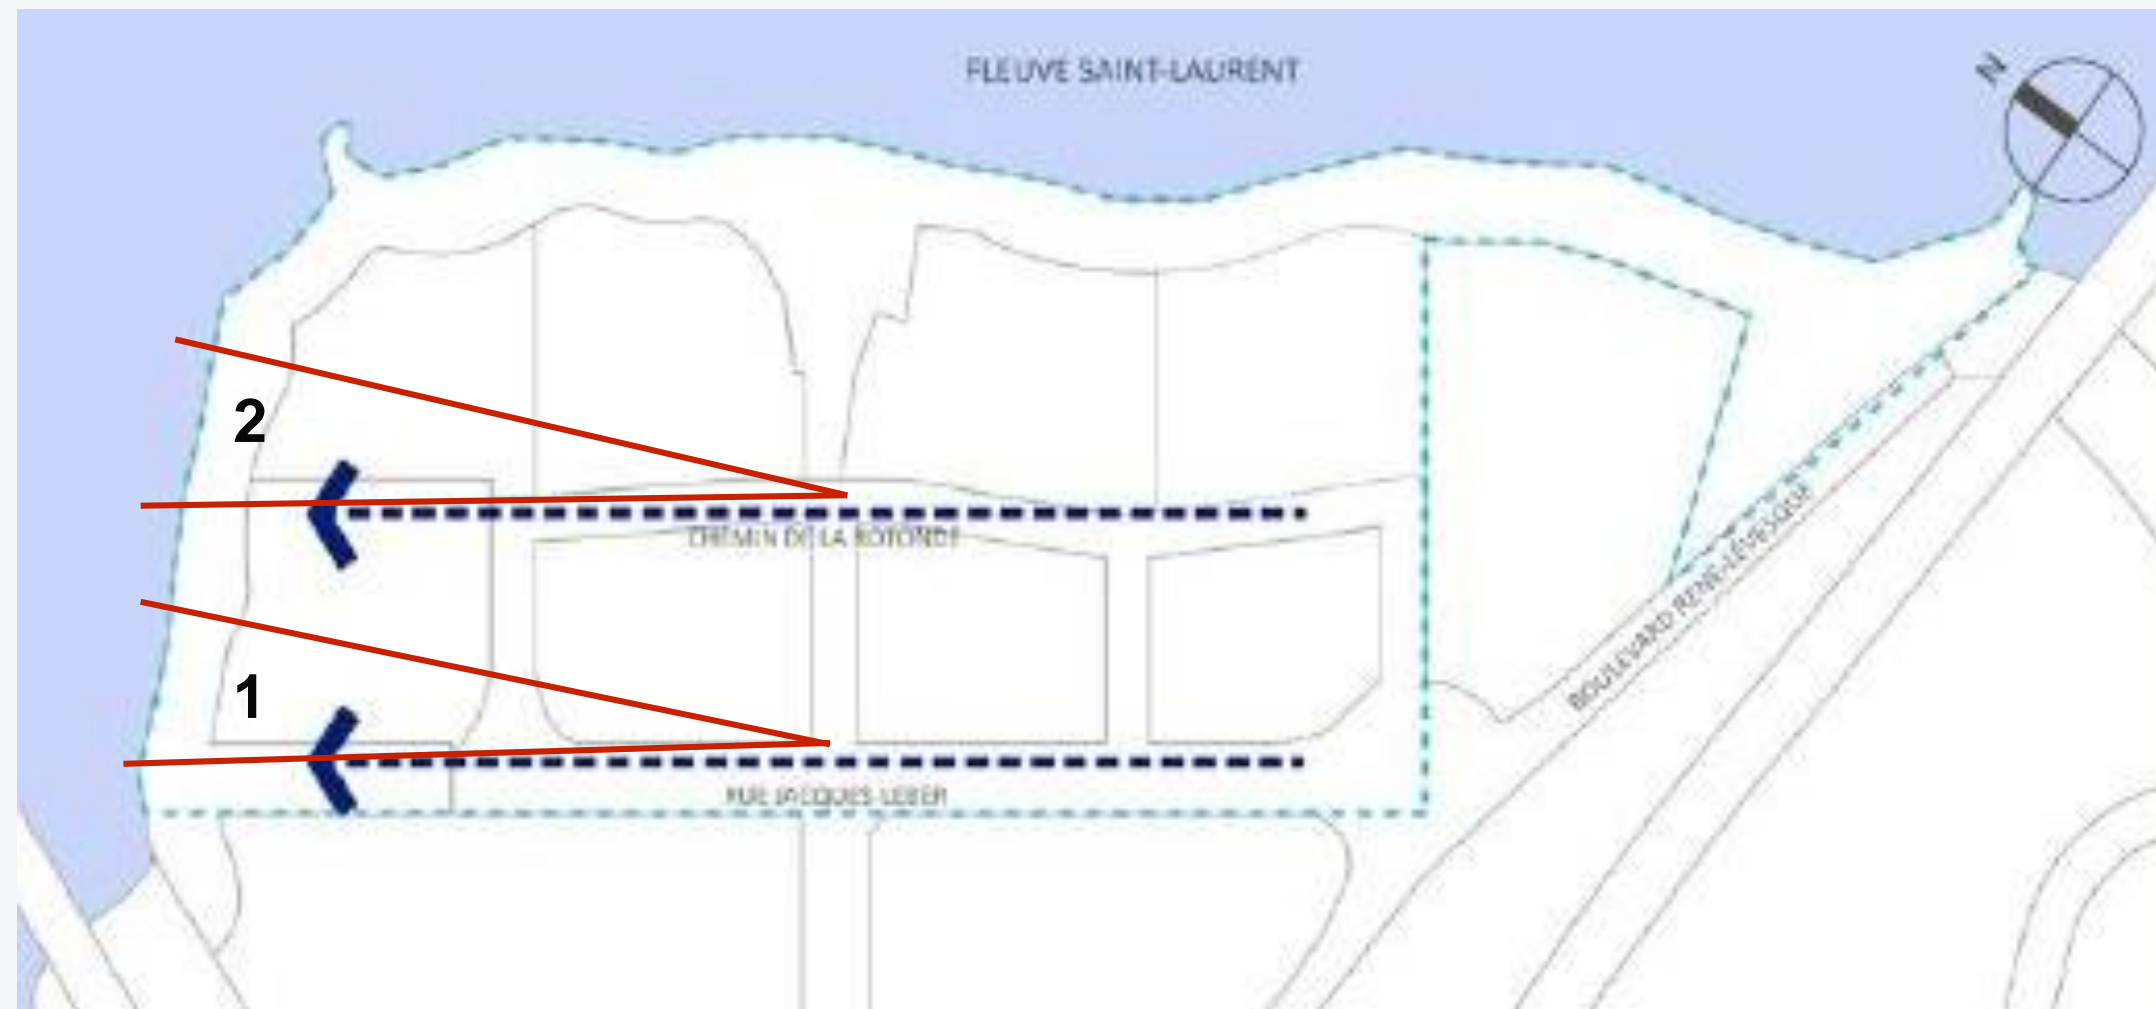 FLEUVE SAINT-LAURENT
N
2
CHEMIN DE LA ROTONDE
1
RUE JACQUES-LEBER
BOULEVARD RENÉ-LÉVESQUE